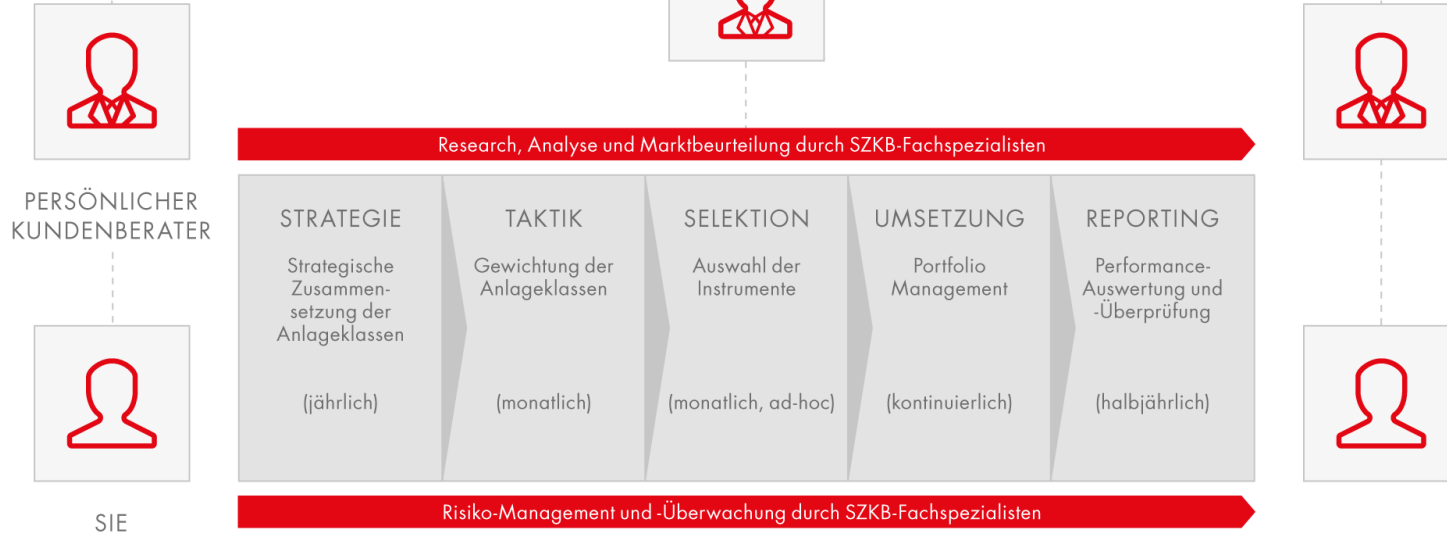 Research, Analyse und Marktbeurteilung durch SZKB-Fachspezialisten
PERSÖNLICHER
KUNDENBERATER
STRATEGIE
Strategische
Zusammen-
setzung der
Anlageklassen
(jährlich)
TAKTIK
Gewichtung der
Anlageklassen
(monatlich)
SELEKTION
Auswahl der
Instrumente
(monatlich, ad-hoc)
UMSETZUNG
Portfolio
Management
(kontinuierlich)
REPORTING
Performance-
Auswertung und
-Überprüfung
(halbjährlich)
SIE
Risiko-Management und -Überwachung durch SZKB-Fachspezialisten